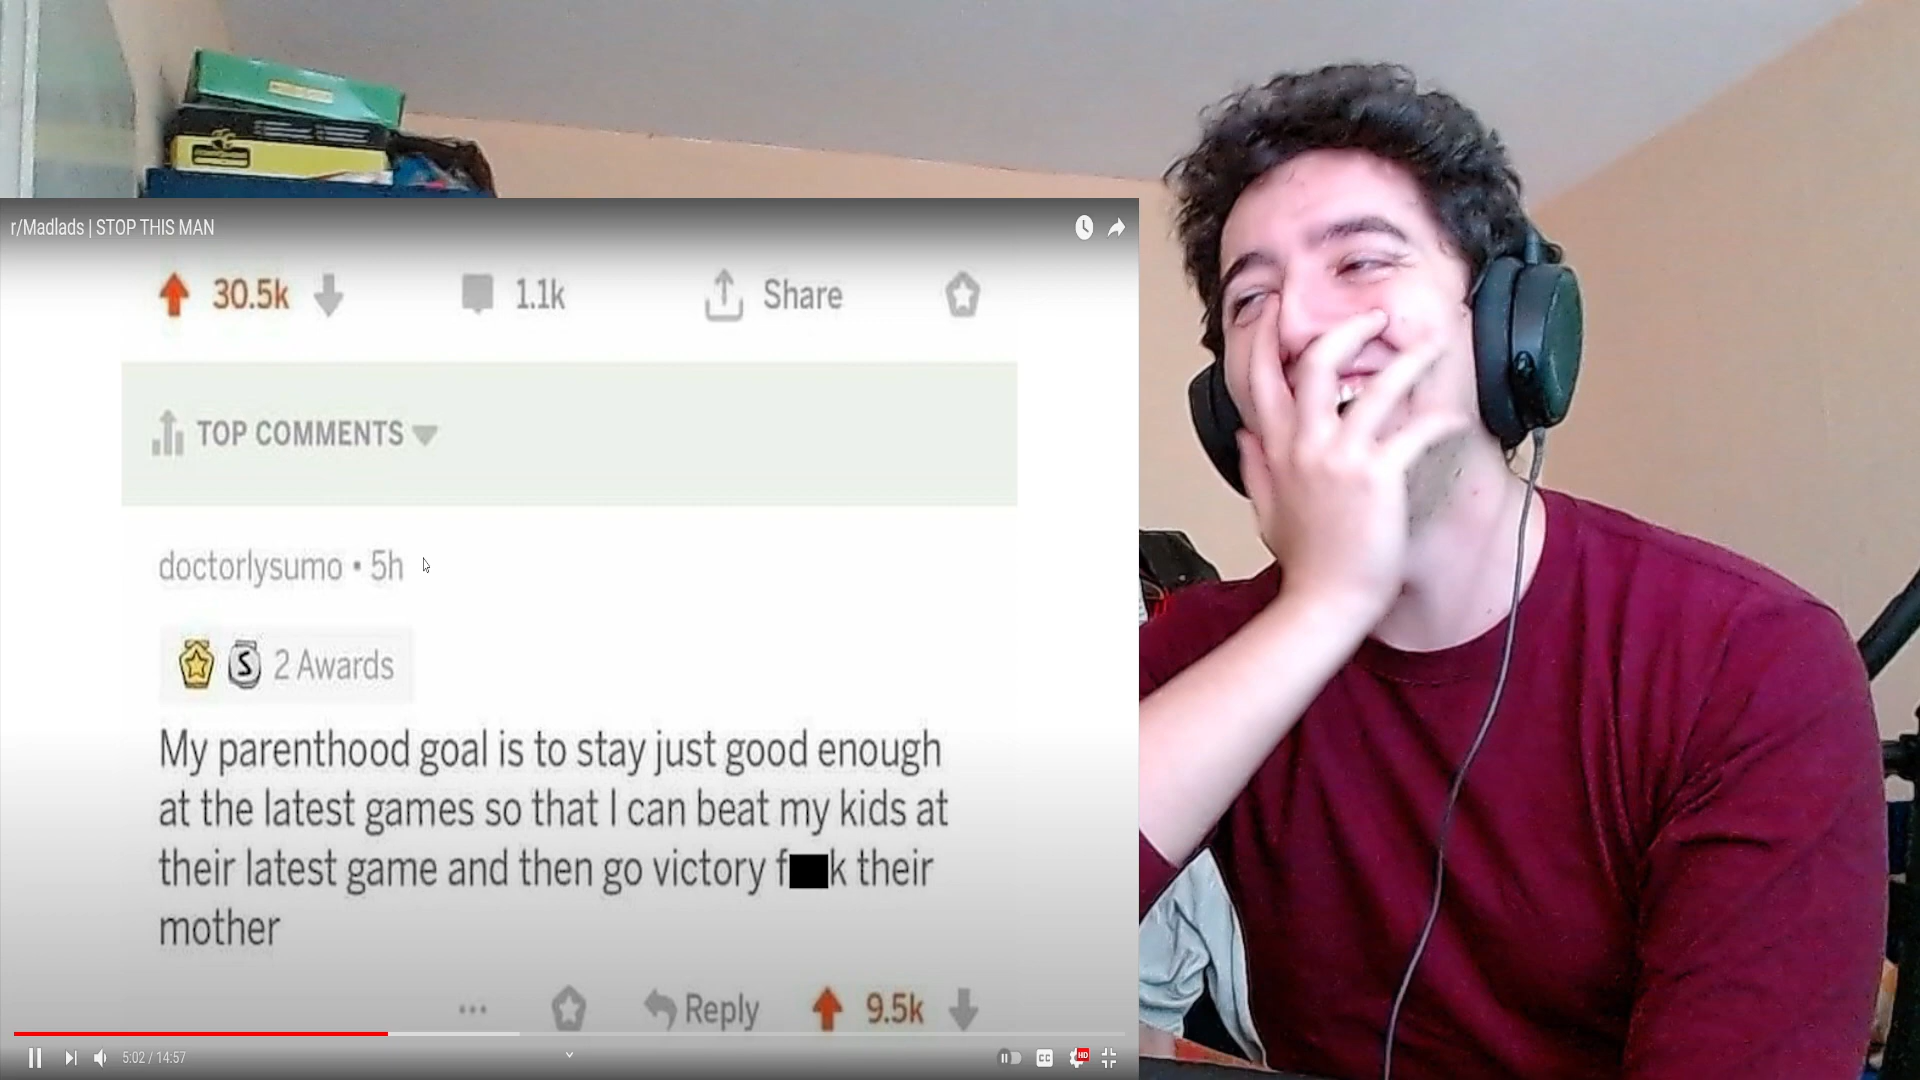 r/Madlads | STOP THIS MAN
30.5k 1.1k Share
TOP COMMENTS
doctorlysumo • 5h
S 2 Awards
My parenthood goal is to stay just good enough
at the latest games so that I can beat my kids at
their latest game and then go victory f██k their
mother
... Reply 9.5k
5:02 / 14:57 CC HD